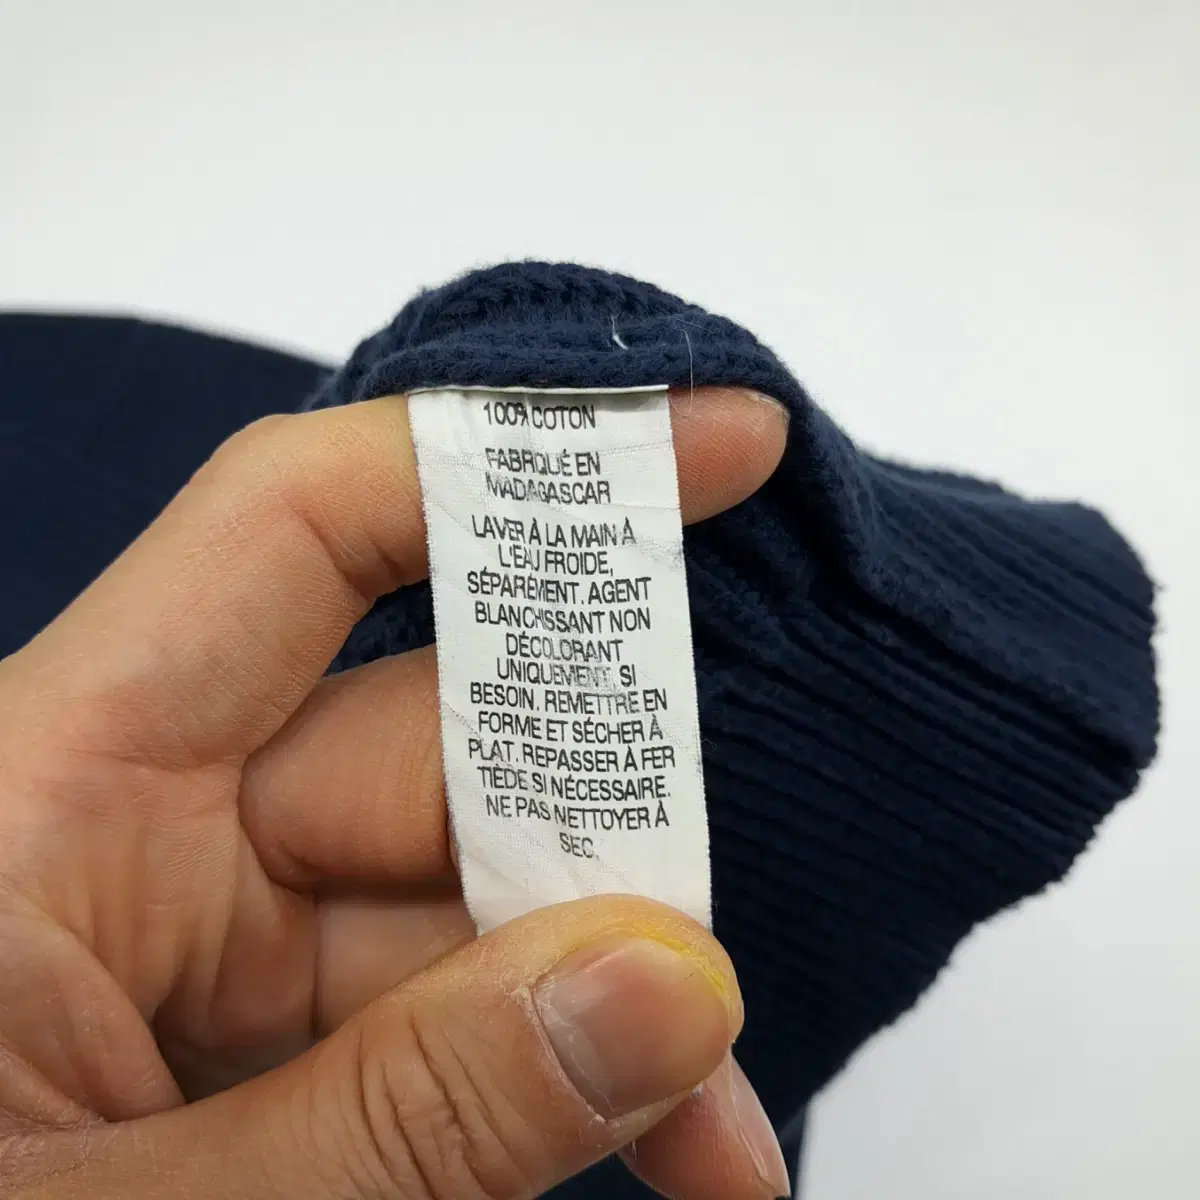 100% COTON
FABRIQUÉ EN
MADAGASCAR
LAVER À LA MAIN À
L'EAU FROIDE,
SÉPARÉMENT. AGENT
BLANCHISSANT NON
DÉCOLORANT
UNIQUEMENT SI
BESOIN. REMETTRE EN
FORME ET SÉCHER À
PLAT. REPASSER À FER
TIÈDE SI NÉCESSAIRE.
NE PAS NETTOYER À
SEC.